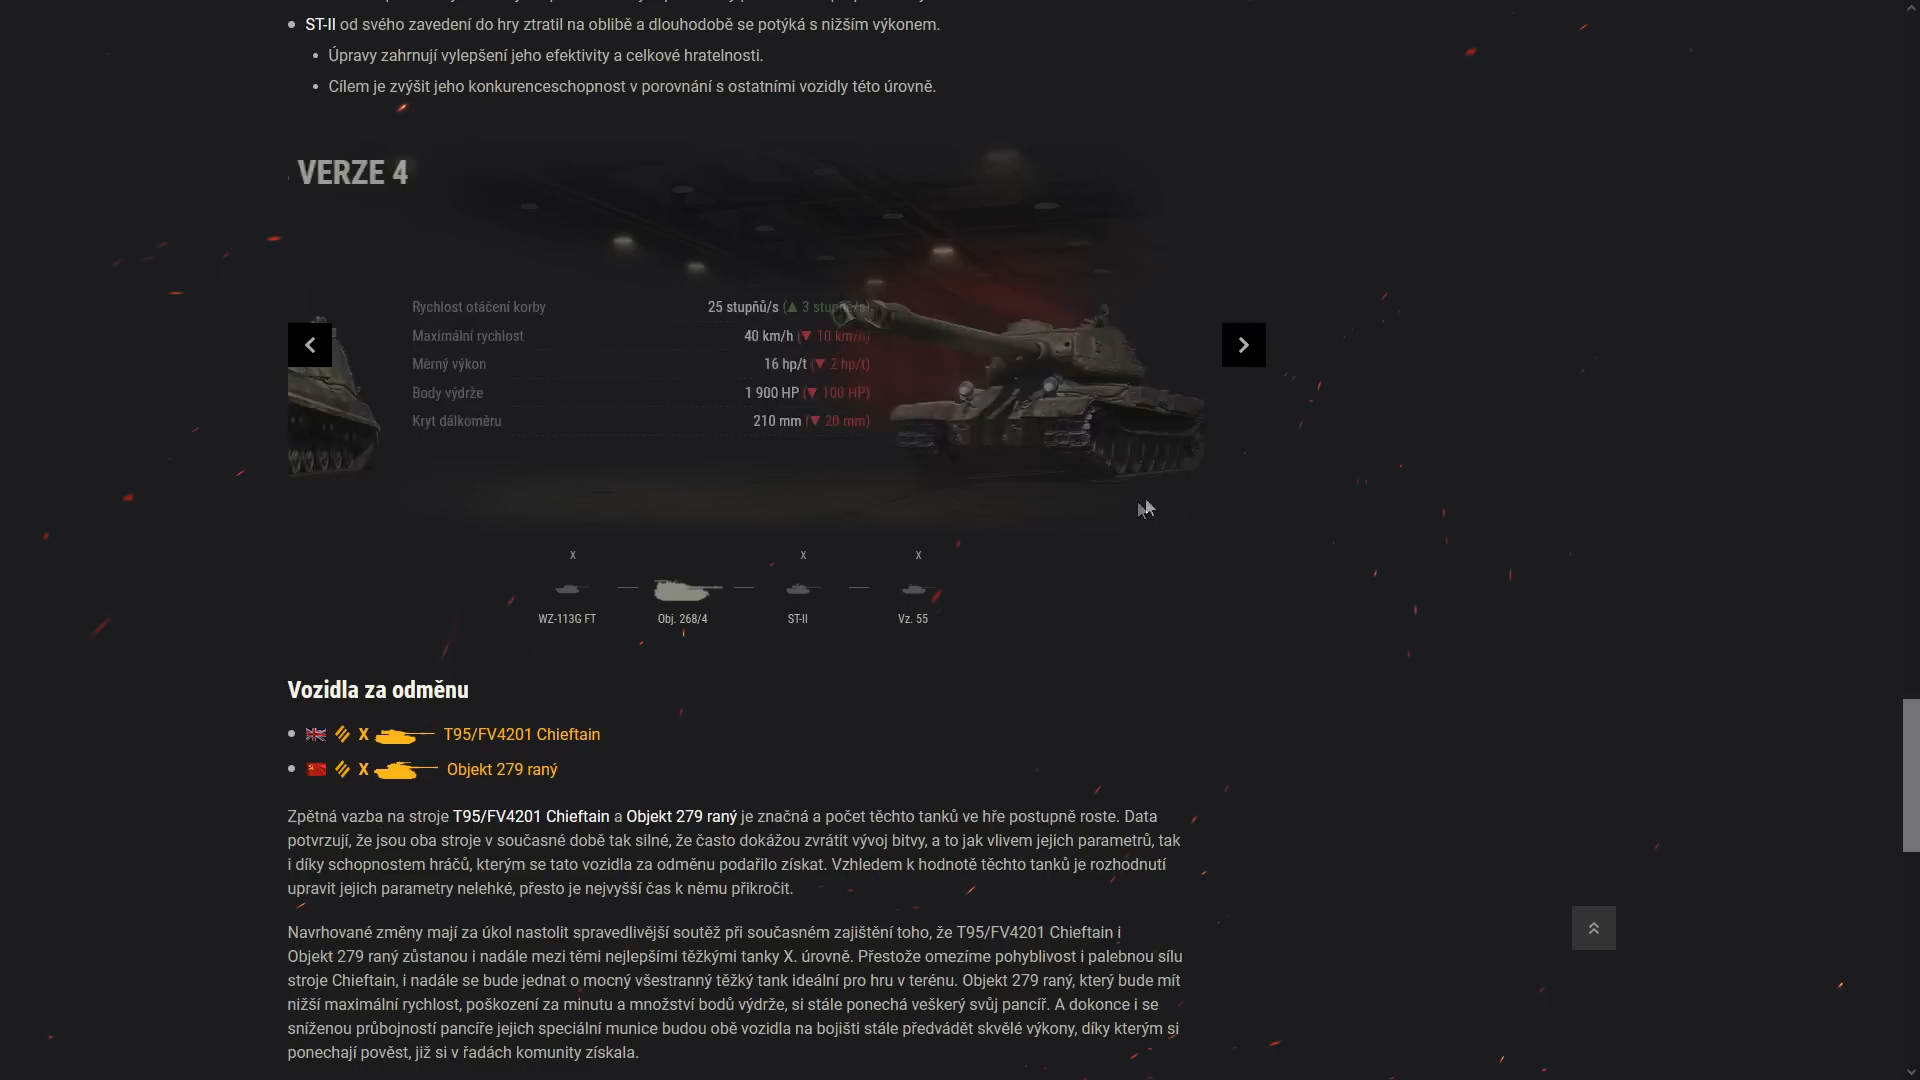 ST-II od svého zavedení do hry ztratil na oblibě a dlouhodobě se potýká s nižším výkonem.
Úpravy zahrnují vylepšení jeho efektivity a celkové hratelnosti.
Cílem je zvýšit jeho konkurenceschopnost v porovnání s ostatními vozidly této úrovně.
VERZE 4
Rychlost otáčení korby 25 stupňů/s (▲ 3 stupně/s)
Maximální rychlost 40 km/h (▼ 10 km/h)
Měrný výkon 16 hp/t (▼ 2 hp/t)
Body výdrže 1 900 HP (▼ 100 HP)
Kryt dálkoměru 210 mm (▼ 20 mm)
X X X
WZ-113G FT Obj. 268/4 ST-II Vz. 55
Vozidla za odměnu
X T95/FV4201 Chieftain
X Objekt 279 raný
Zpětná vazba na stroje T95/FV4201 Chieftain a Objekt 279 raný je značná a počet těchto tanků ve hře postupně roste. Data
potvrzují, že jsou oba stroje v současné době tak silné, že často dokážou zvrátit vývoj bitvy, a to jak vlivem jejich parametrů, tak
i díky schopnostem hráčů, kterým se tato vozidla za odměnu podařilo získat. Vzhledem k hodnotě těchto tanků je rozhodnutí
upravit jejich parametry nelehké, přesto je nejvyšší čas k němu přikročit.
Navrhované změny mají za úkol nastolit spravedlivější soutěž při současném zajištění toho, že T95/FV4201 Chieftain i
Objekt 279 raný zůstanou i nadále mezi těmi nejlepšími těžkými tanky X. úrovně. Přestože omezíme pohyblivost i palebnou sílu
stroje Chieftain, i nadále se bude jednat o mocný všestranný těžký tank ideální pro hru v terénu. Objekt 279 raný, který bude mít
nižší maximální rychlost, poškození za minutu a množství bodů výdrže, si stále ponechá veškerý svůj pancíř. A dokonce i se
sníženou průbojností pancíře jejich speciální munice budou obě vozidla na bojišti stále předvádět skvělé výkony, díky kterým si
ponechají pověst, již si v řadách komunity získala.